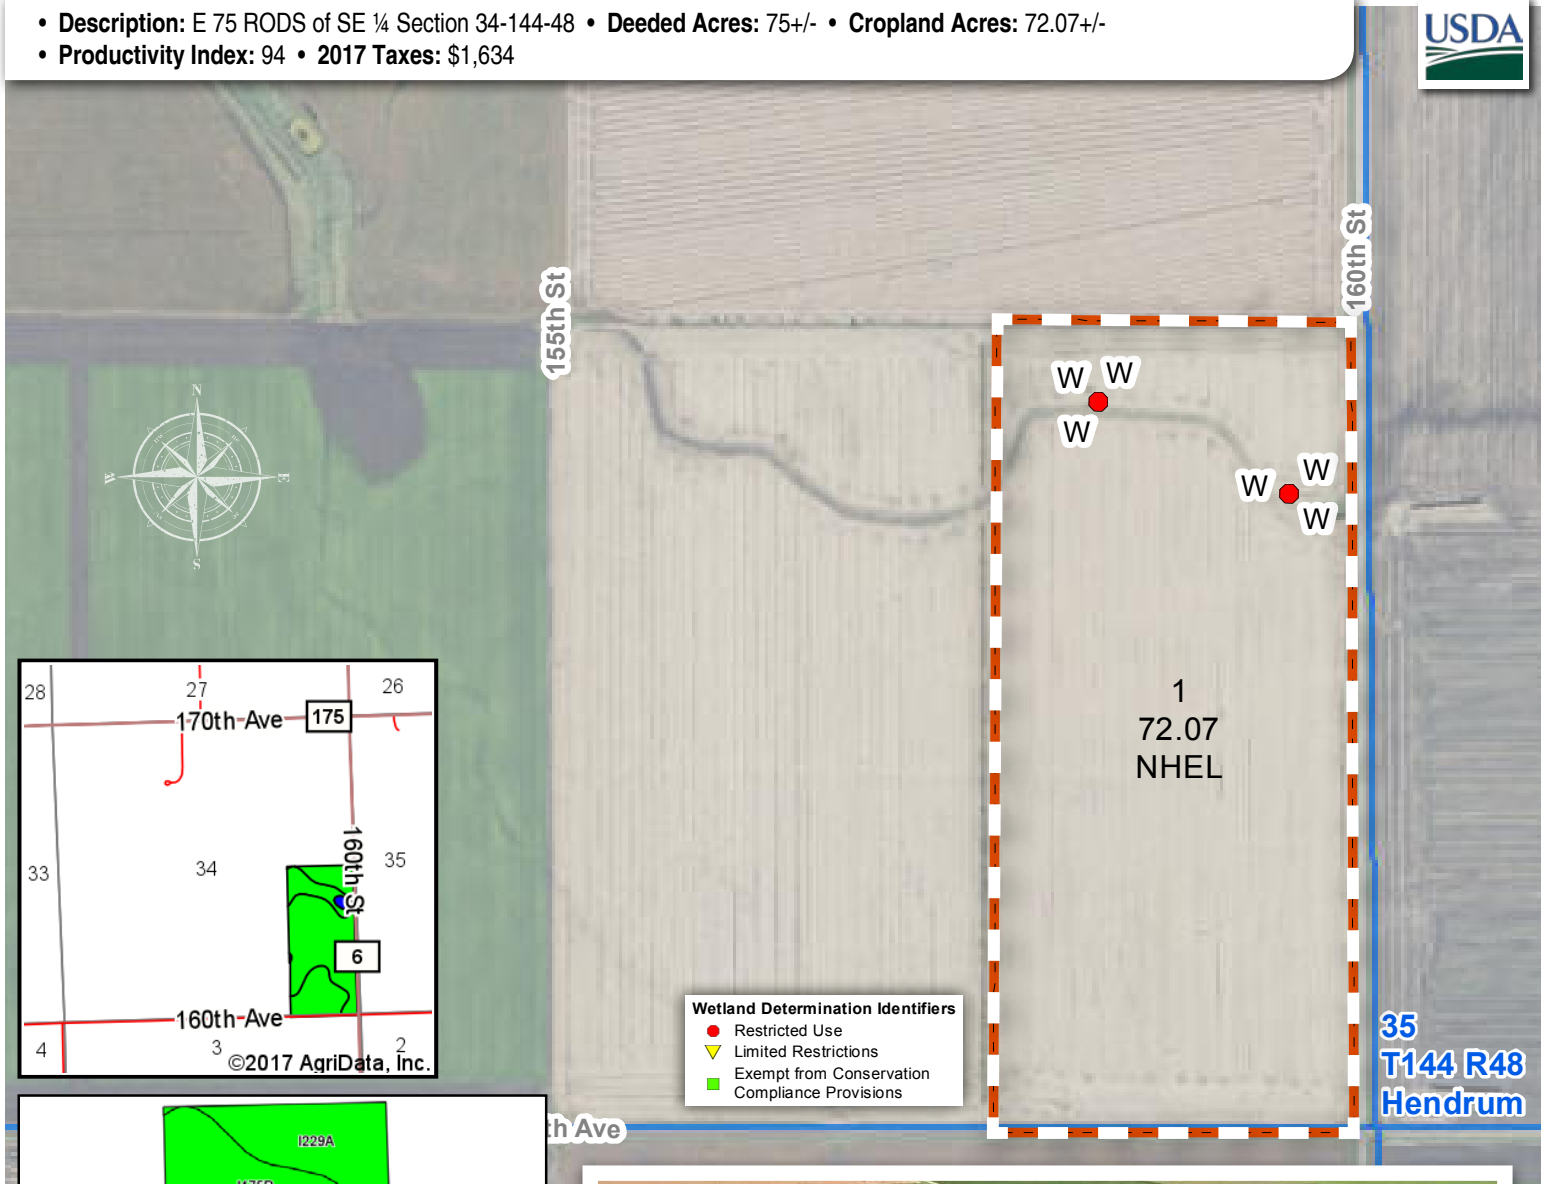 • Description: E 75 RODS of SE ¼ Section 34-144-48 • Deeded Acres: 75+/- • Cropland Acres: 72.07+/-
• Productivity Index: 94 • 2017 Taxes: $1,634
USDA
160th St
155th St
N
W
E
S
W W
W
W W
W
1
72.07
NHEL
28
27
26
170th Ave
175
33
34
35
160th St
6
160th Ave
4
3
2
©2017 AgriData, Inc.
Wetland Determination Identifiers
Restricted Use
Limited Restrictions
Exempt from Conservation
Compliance Provisions
35
T144 R48
Hendrum
th Ave
I229A